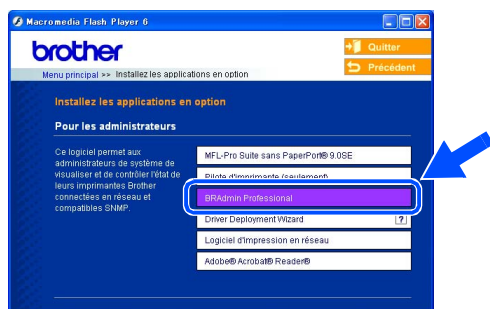 Macromedia Flash Player 6
brother
Quitter
Menu principal >> Installez les applications en option
Précédent
Installez les applications en option
Pour les administrateurs
Ce logiciel permet aux
administrateurs de système de
visualiser et de contrôler l'état de
leurs imprimantes Brother
connectées en réseau et
compatibles SNMP.
MFL-Pro Suite sans PaperPort® 9.0SE
Pilote d'imprimante (seulement)
BRAdmin Professional
Driver Deployment Wizard
?
Logiciel d'impression en réseau
Adobe® Acrobat® Reader®